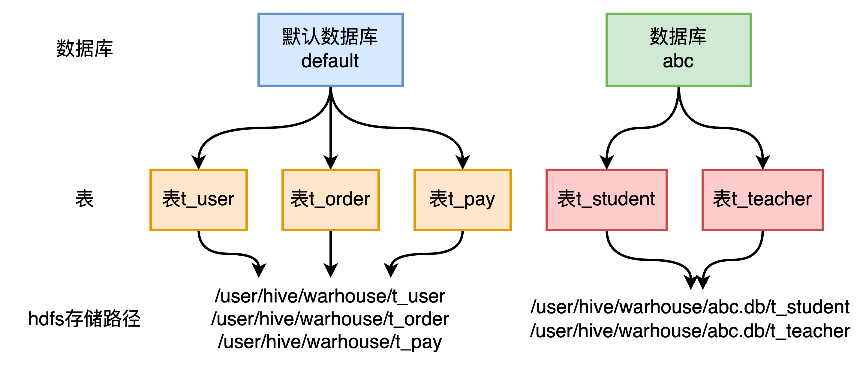 数据库
默认数据库
default
数据库
abc
表
表t_user
表t_order
表t_pay
表t_student
表t_teacher
hdfs存储路径
/user/hive/warhouse/t_user
/user/hive/warhouse/t_order
/user/hive/warhouse/t_pay
/user/hive/warhouse/abc.db/t_student
/user/hive/warhouse/abc.db/t_teacher